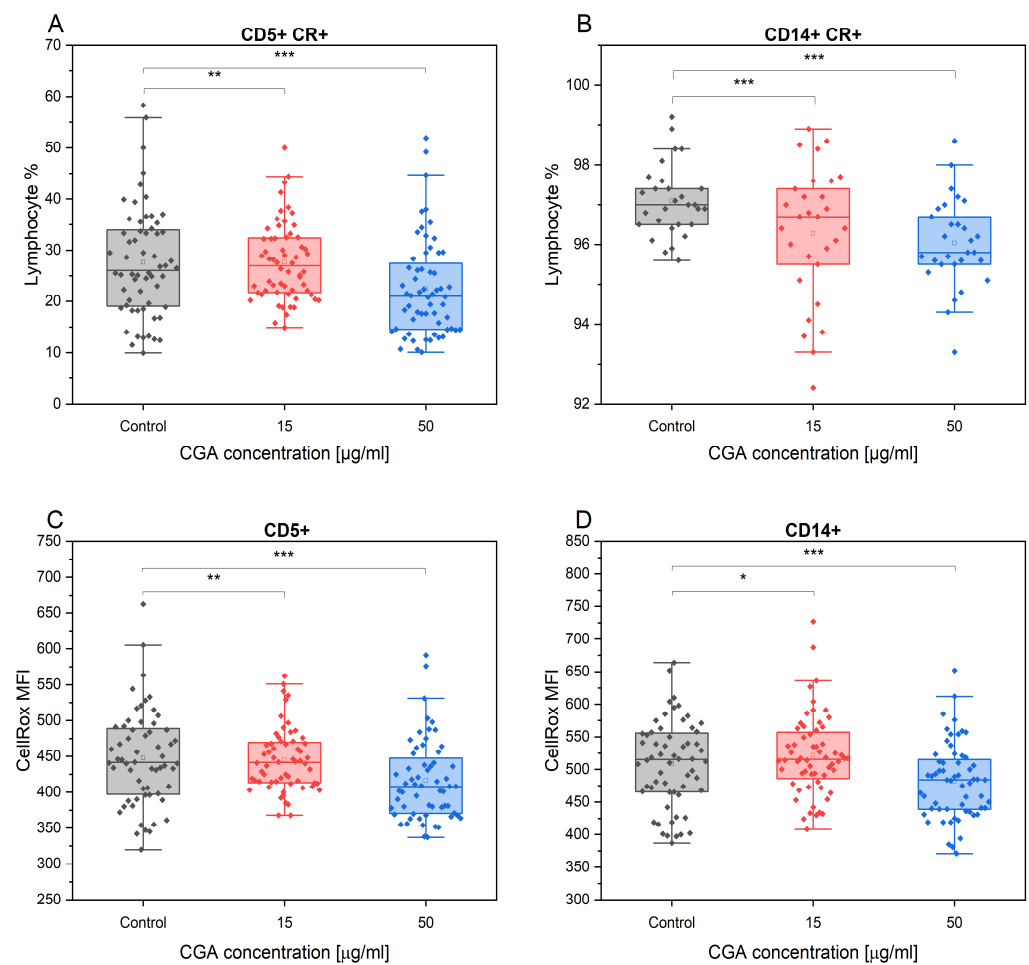 A
CD5+ CR+
Lymphocyte %
70
60
50
40
30
20
10
0
***
**
Control
15
50
CGA concentration [µg/ml]
B
CD14+ CR+
Lymphocyte %
100
98
96
94
92
***
***
Control
15
50
CGA concentration [µg/ml]
C
CD5+
CellRox MFI
750
700
650
600
550
500
450
400
350
300
250
***
**
Control
15
50
CGA concentration [µg/ml]
D
CD14+
CellRox MFI
850
800
750
700
650
600
550
500
450
400
350
300
***
*
Control
15
50
CGA concentration [µg/ml]